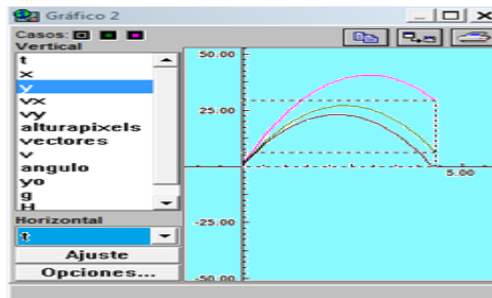 Gráfico 2
Casos:
Vertical
t
x
y
vx
vy
alturapixels
vectores
v
angulo
yo
g
H
Horizontal
t
Ajuste
Opciones...
50.00
25.00
5.00
-25.00
-50.00